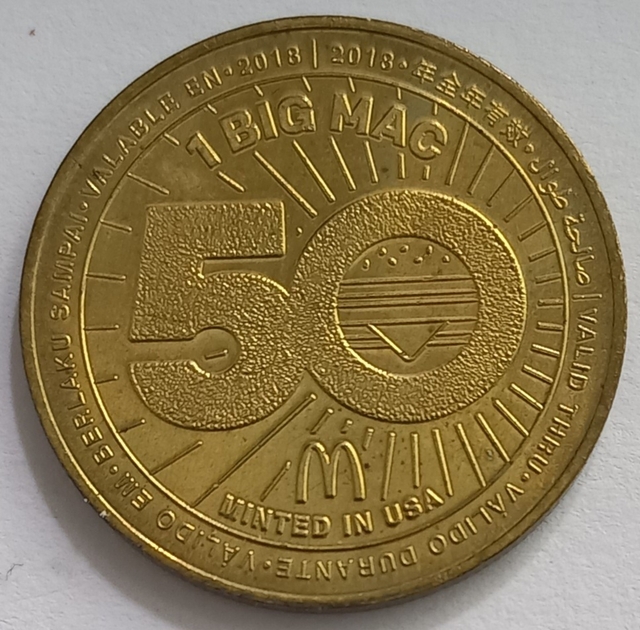 2018 | 2018 • 年全年有效 • صالحة طوال | VALID THRU • VÁLIDO DURANTE • VÁLIDO EM • BERLAKU SAMPAI • VALABLE EN •
1 BIG MAC
50
MINTED IN USA